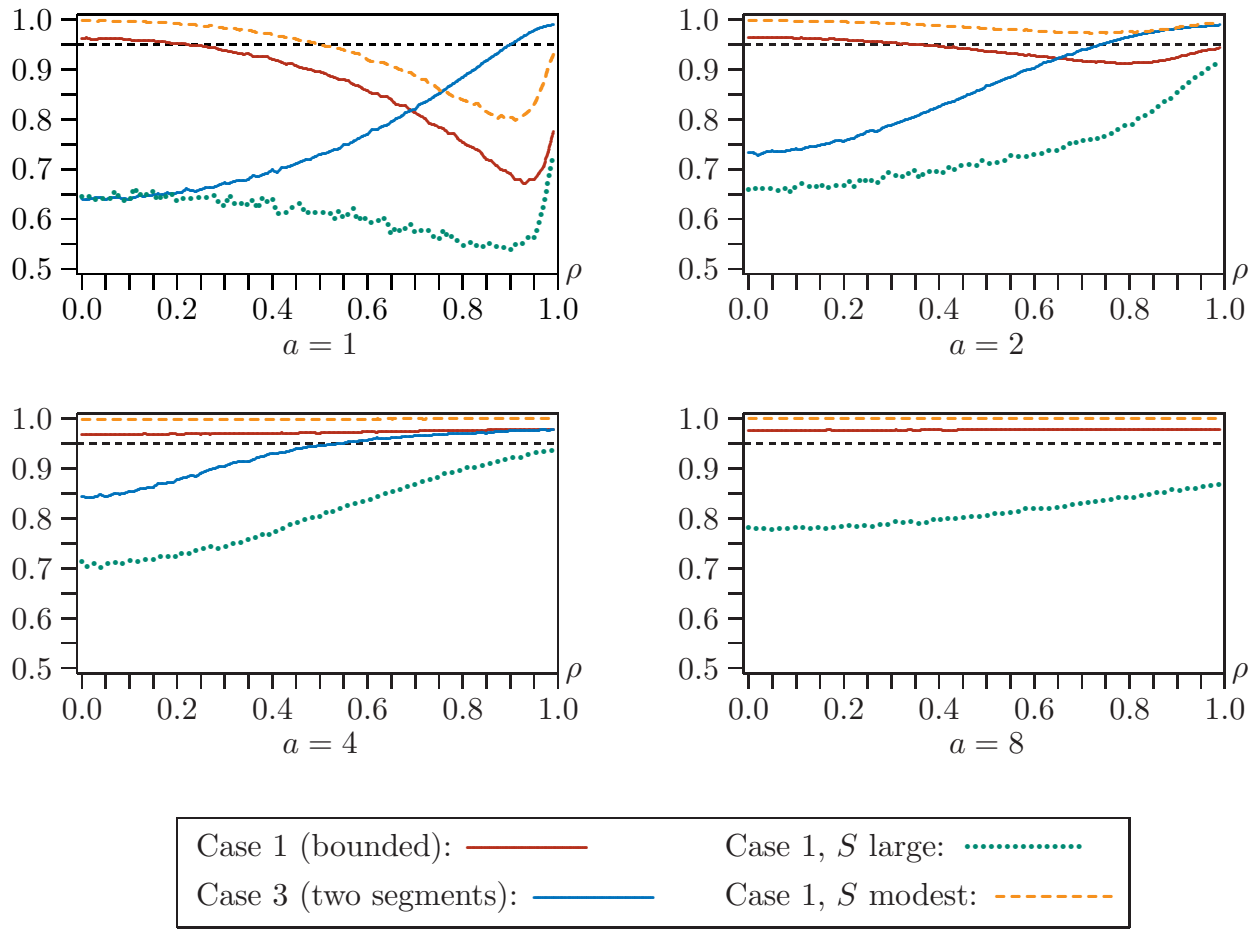 1.0
0.9
0.8
0.7
0.6
0.5
0.0 0.2 0.4 0.6 0.8 1.0
ρ
a = 1
1.0
0.9
0.8
0.7
0.6
0.5
0.0 0.2 0.4 0.6 0.8 1.0
ρ
a = 2
1.0
0.9
0.8
0.7
0.6
0.5
0.0 0.2 0.4 0.6 0.8 1.0
ρ
a = 4
1.0
0.9
0.8
0.7
0.6
0.5
0.0 0.2 0.4 0.6 0.8 1.0
ρ
a = 8
Case 1 (bounded):
Case 3 (two segments):
Case 1, S large:
Case 1, S modest: